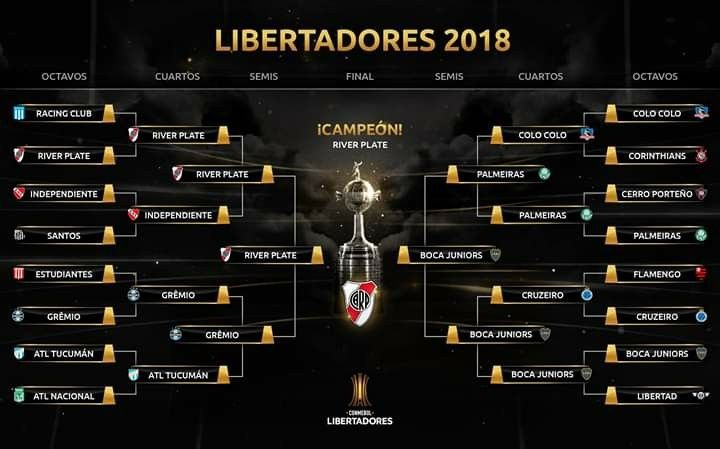 LIBERTADORES 2018
OCTAVOS CUARTOS SEMIS FINAL SEMIS CUARTOS OCTAVOS
RACING CLUB
RIVER PLATE
INDEPENDIENTE
SANTOS
ESTUDIANTES
GRÊMIO
ATL TUCUMÁN
ATL NACIONAL
RIVER PLATE
INDEPENDIENTE
GRÊMIO
ATL TUCUMÁN
RIVER PLATE
GRÊMIO
RIVER PLATE
¡CAMPEÓN!
RIVER PLATE
CARP
CONMEBOL
LIBERTADORES
BOCA JUNIORS
PALMEIRAS
BOCA JUNIORS
COLO COLO
PALMEIRAS
CRUZEIRO
BOCA JUNIORS
COLO COLO
CORINTHIANS
CERRO PORTEÑO
PALMEIRAS
FLAMENGO
CRUZEIRO
BOCA JUNIORS
LIBERTAD